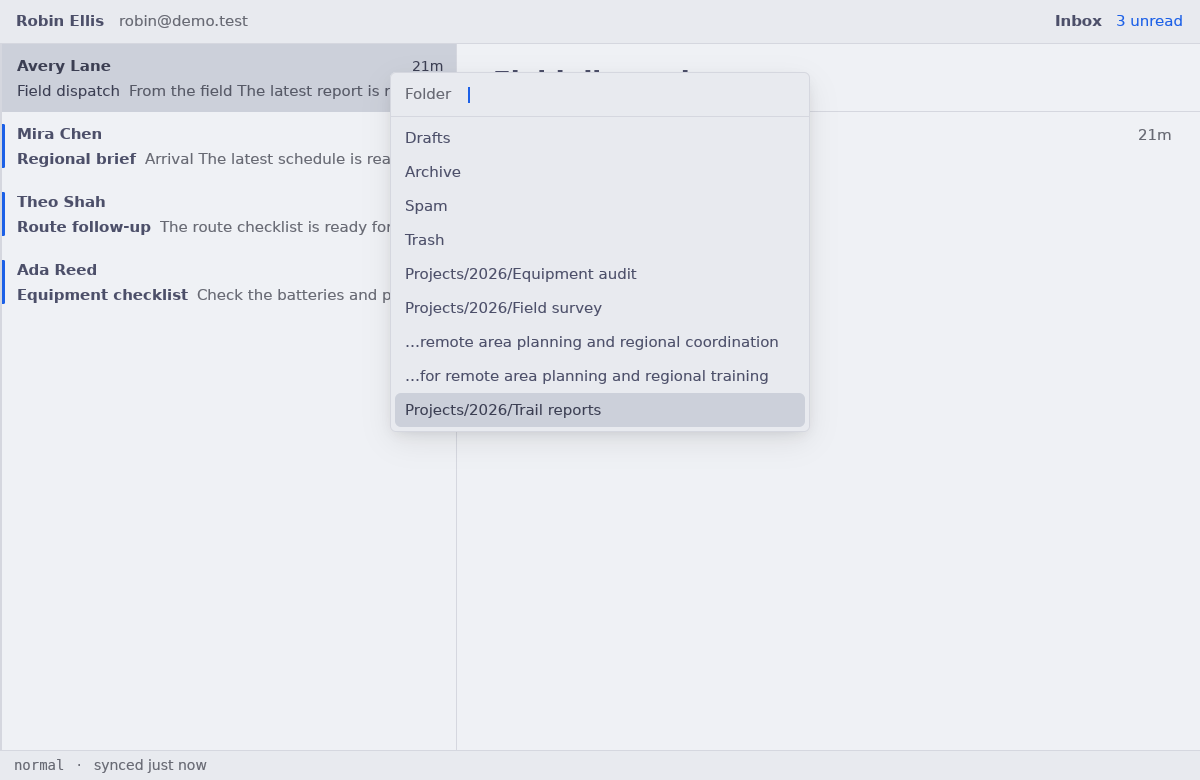 Robin Ellis robin@demo.test
Inbox 3 unread
Avery Lane 21m
Field dispatch From the field The latest report is
Mira Chen
Regional brief Arrival The latest schedule is
Theo Shah
Route follow-up The route checklist is ready for
Ada Reed
Equipment checklist Check the batteries and
Folder
Drafts
Archive
Spam
Trash
Projects/2026/Equipment audit
Projects/2026/Field survey
…remote area planning and regional coordination
…for remote area planning and regional training
Projects/2026/Trail reports
21m
normal · synced just now